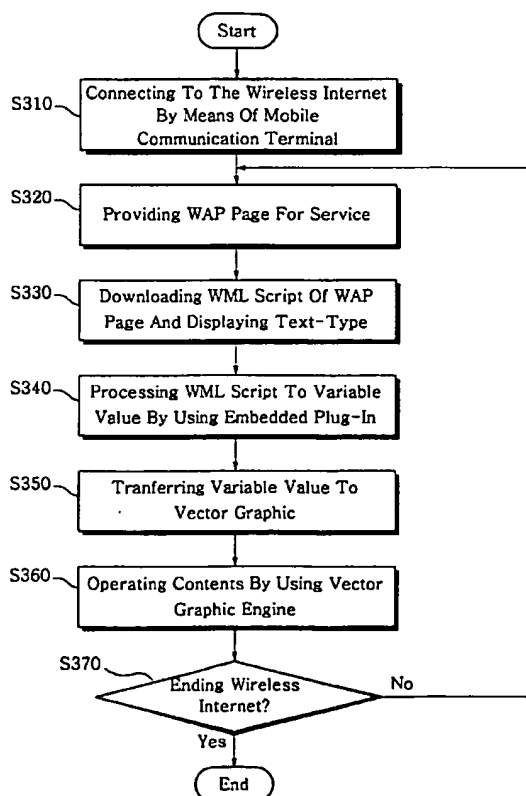 Start
S310
Connecting To The Wireless Internet
By Means Of Mobile
Communication Terminal
S320
Providing WAP Page For Service
S330
Downloading WML Script Of WAP
Page And Displaying Text-Type
S340
Processing WML Script To Variable
Value By Using Embedded Plug-In
S350
Tranferring Variable Value To
Vector Graphic
S360
Operating Contents By Using Vector
Graphic Engine
S370
Ending Wireless
Internet?
No
Yes
End